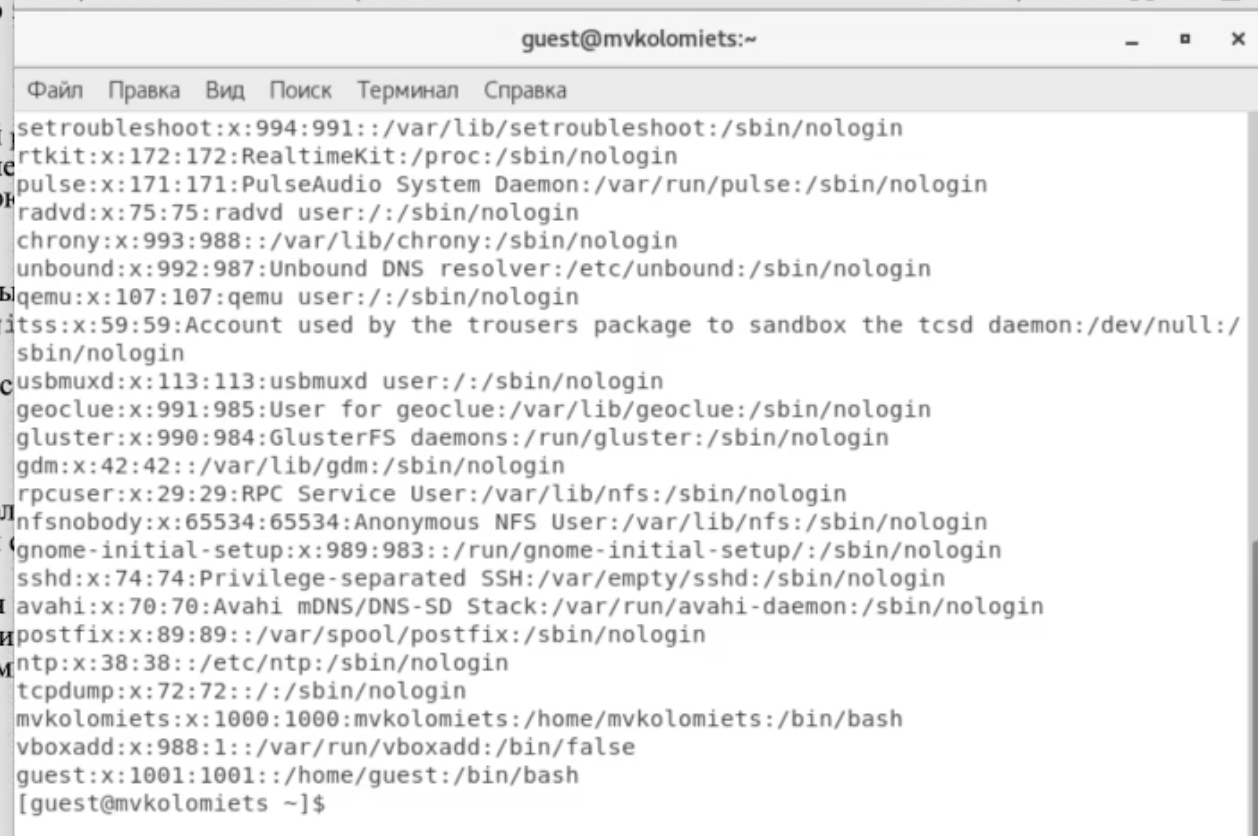 guest@mvkolomiets:~
Файл Правка Вид Поиск Терминал Справка
setroubleshoot:x:994:991::/var/lib/setroubleshoot:/sbin/nologin
rtkit:x:172:172:RealtimeKit:/proc:/sbin/nologin
pulse:x:171:171:PulseAudio System Daemon:/var/run/pulse:/sbin/nologin
radvd:x:75:75:radvd user:/:/sbin/nologin
chrony:x:993:988::/var/lib/chrony:/sbin/nologin
unbound:x:992:987:Unbound DNS resolver:/etc/unbound:/sbin/nologin
qemu:x:107:107:qemu user:/:/sbin/nologin
tss:x:59:59:Account used by the trousers package to sandbox the tcsd daemon:/dev/null:/
sbin/nologin
usbmuxd:x:113:113:usbmuxd user:/:/sbin/nologin
geoclue:x:991:985:User for geoclue:/var/lib/geoclue:/sbin/nologin
gluster:x:990:984:GlusterFS daemons:/run/gluster:/sbin/nologin
gdm:x:42:42::/var/lib/gdm:/sbin/nologin
rpcuser:x:29:29:RPC Service User:/var/lib/nfs:/sbin/nologin
nfsnobody:x:65534:65534:Anonymous NFS User:/var/lib/nfs:/sbin/nologin
gnome-initial-setup:x:989:983::/run/gnome-initial-setup/:/sbin/nologin
sshd:x:74:74:Privilege-separated SSH:/var/empty/sshd:/sbin/nologin
avahi:x:70:70:Avahi mDNS/DNS-SD Stack:/var/run/avahi-daemon:/sbin/nologin
postfix:x:89:89::/var/spool/postfix:/sbin/nologin
ntp:x:38:38::/etc/ntp:/sbin/nologin
tcpdump:x:72:72::/:/sbin/nologin
mvkolomiets:x:1000:1000:mvkolomiets:/home/mvkolomiets:/bin/bash
vboxadd:x:988:1::/var/run/vboxadd:/bin/false
guest:x:1001:1001::/home/guest:/bin/bash
[guest@mvkolomiets ~]$